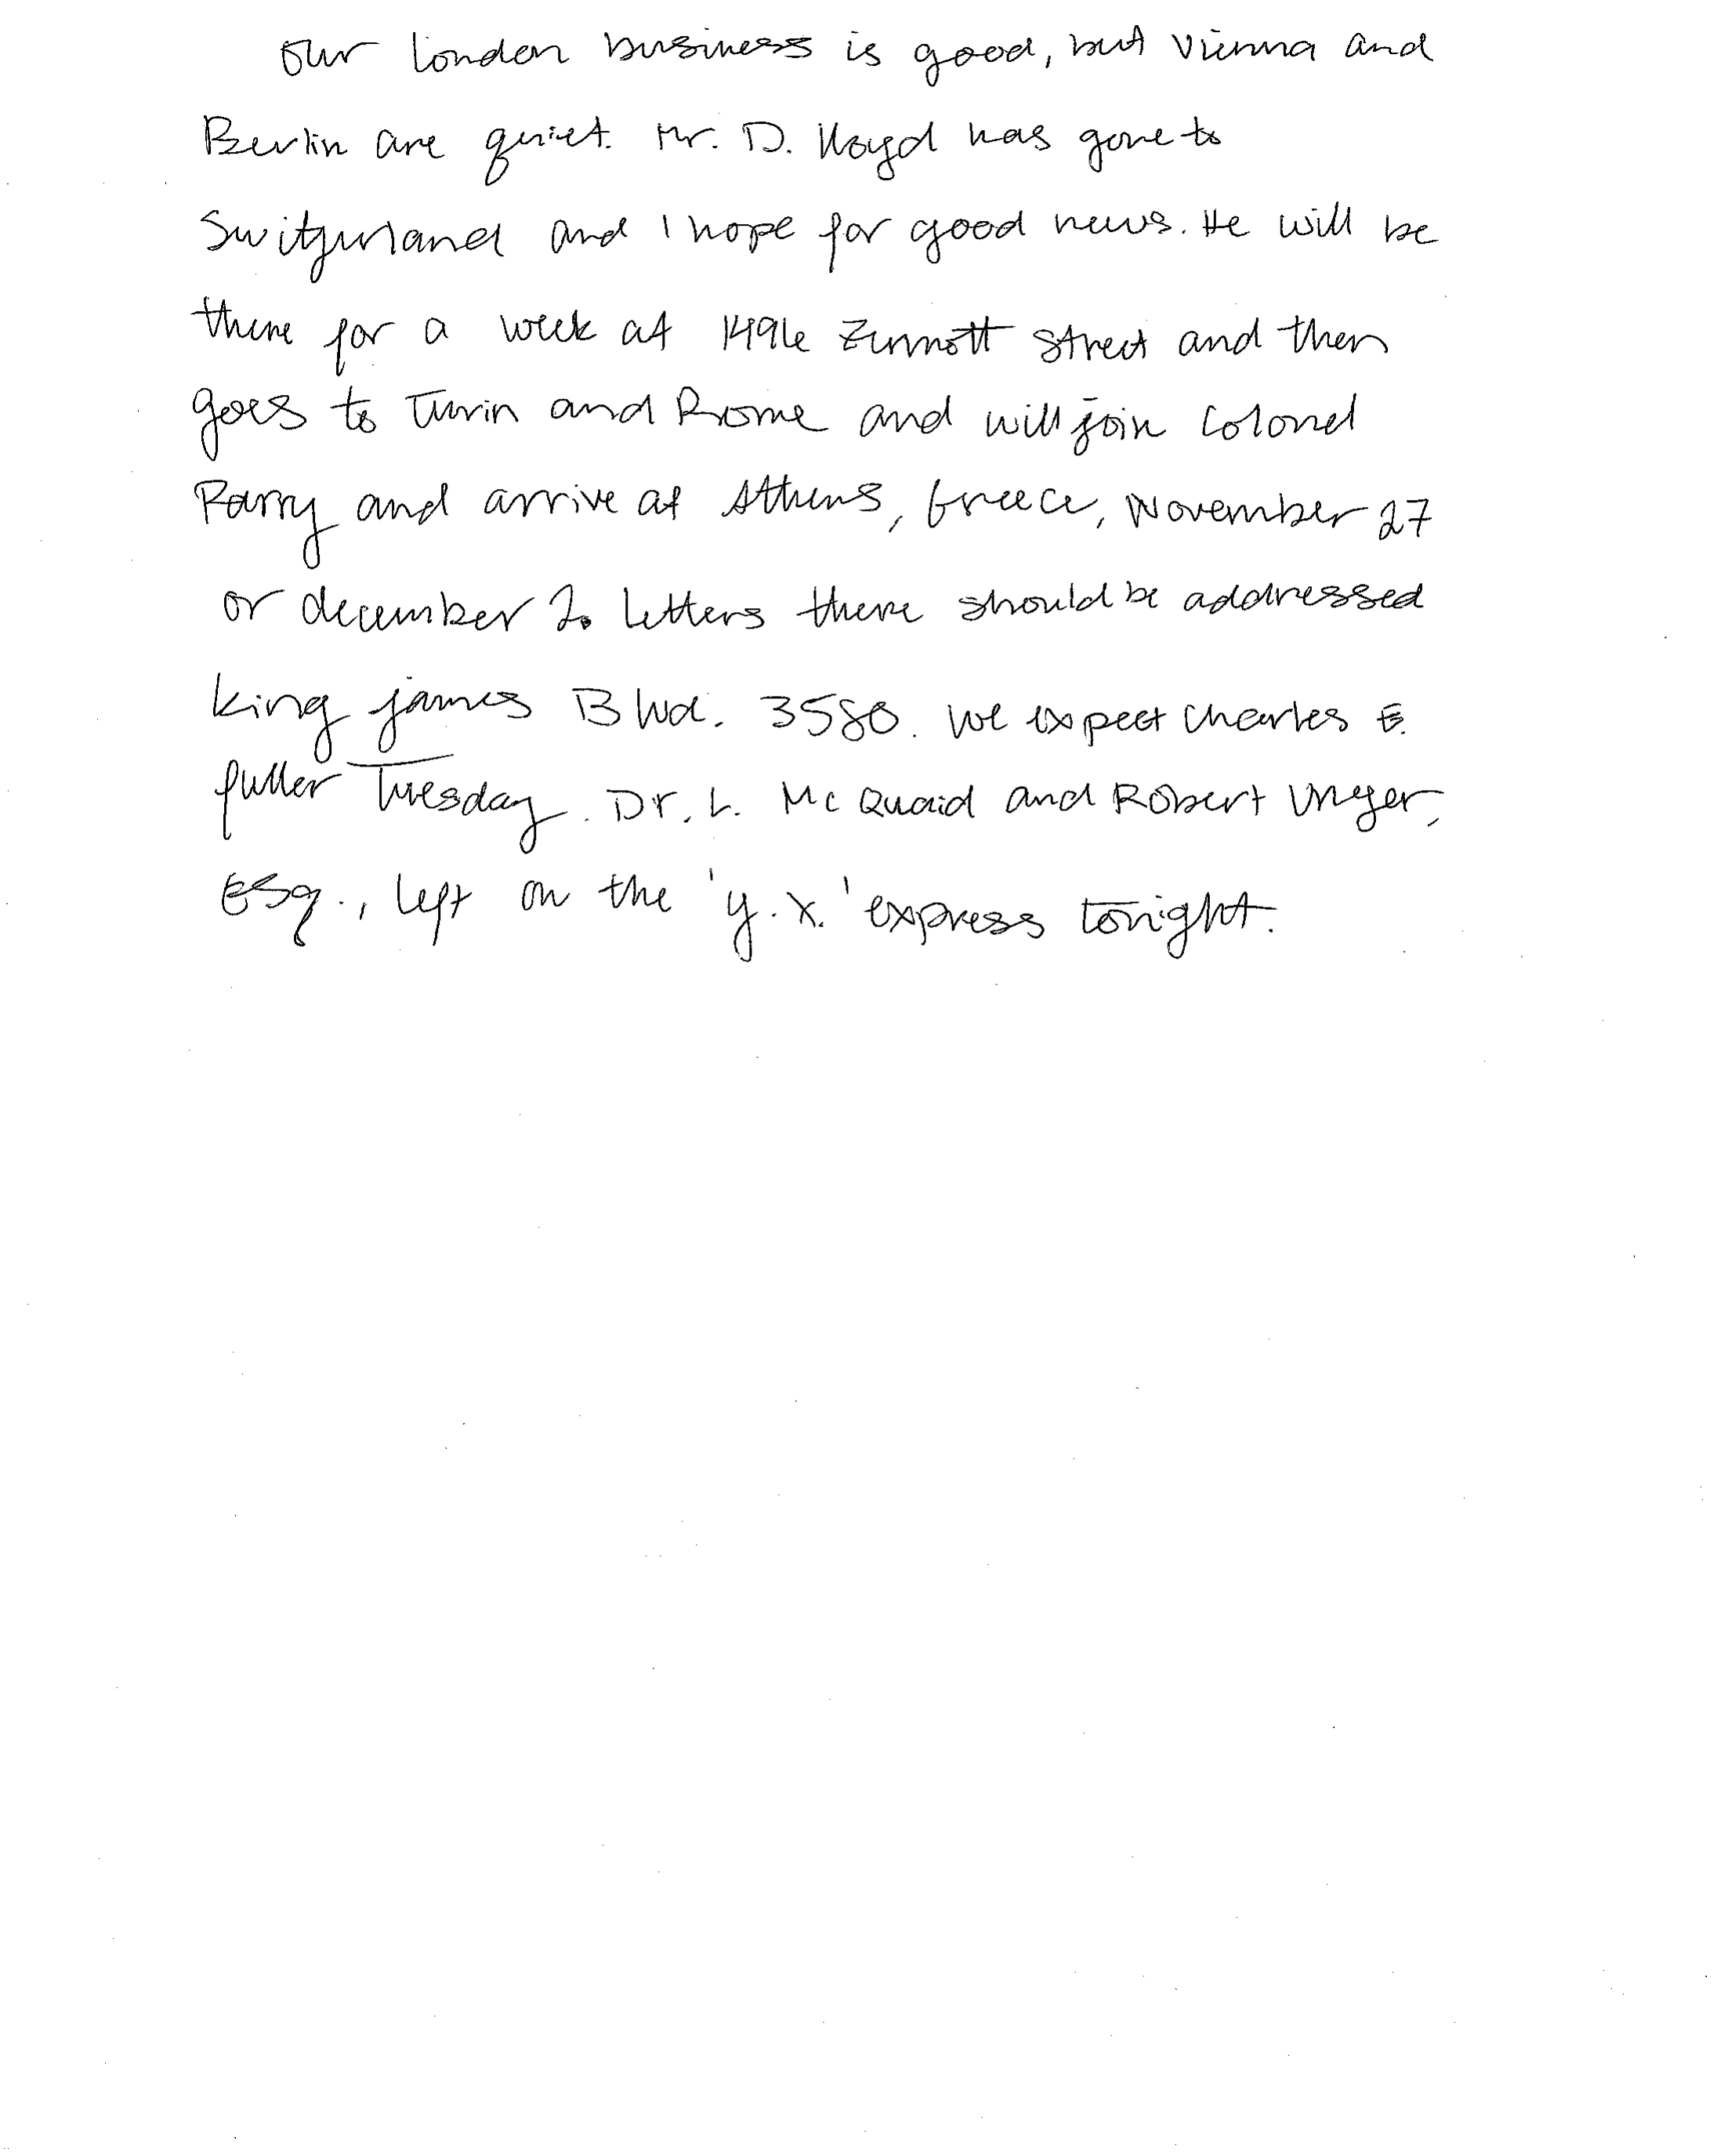 Our London business is good, but Vienna and
Berlin are quiet. Mr. D. Lloyd has gone to
Switzerland and I hope for good news. He will be
there for a week at 1496 Zermott Street and then
goes to Turin and Rome and will join Colonel
Parry and arrive at Athens, Greece, November 27
or december 2. Letters there should be addressed
King james Blvd. 3580. We expect Charles E.
fuller Tuesday. Dr. L. McQuaid and Robert Unger,
Esq., left on the 'y.x.' express tonight.